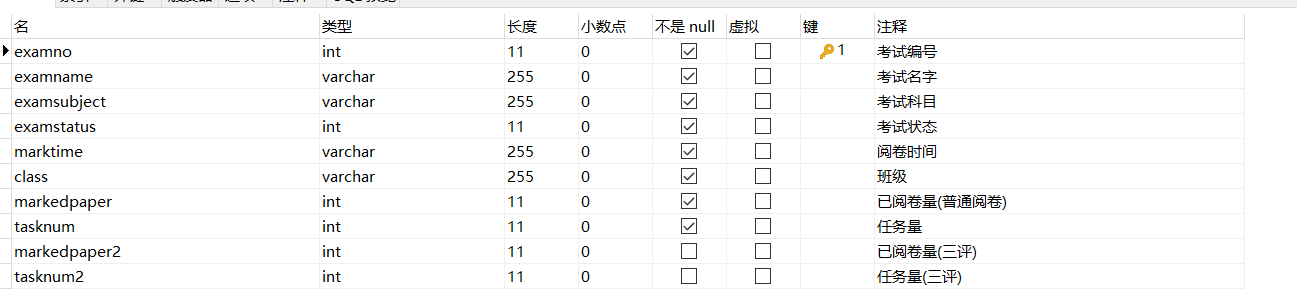 名 类型 长度 小数点 不是 null 虚拟 键 注释
examno int 11 0 1 考试编号
examname varchar 255 0 考试名字
examsubject varchar 255 0 考试科目
examstatus int 11 0 考试状态
marktime varchar 255 0 阅卷时间
class varchar 255 0 班级
markedpaper int 11 0 已阅卷量(普通阅卷)
tasknum int 11 0 任务量
markedpaper2 int 11 0 已阅卷量(三评)
tasknum2 int 11 0 任务量(三评)